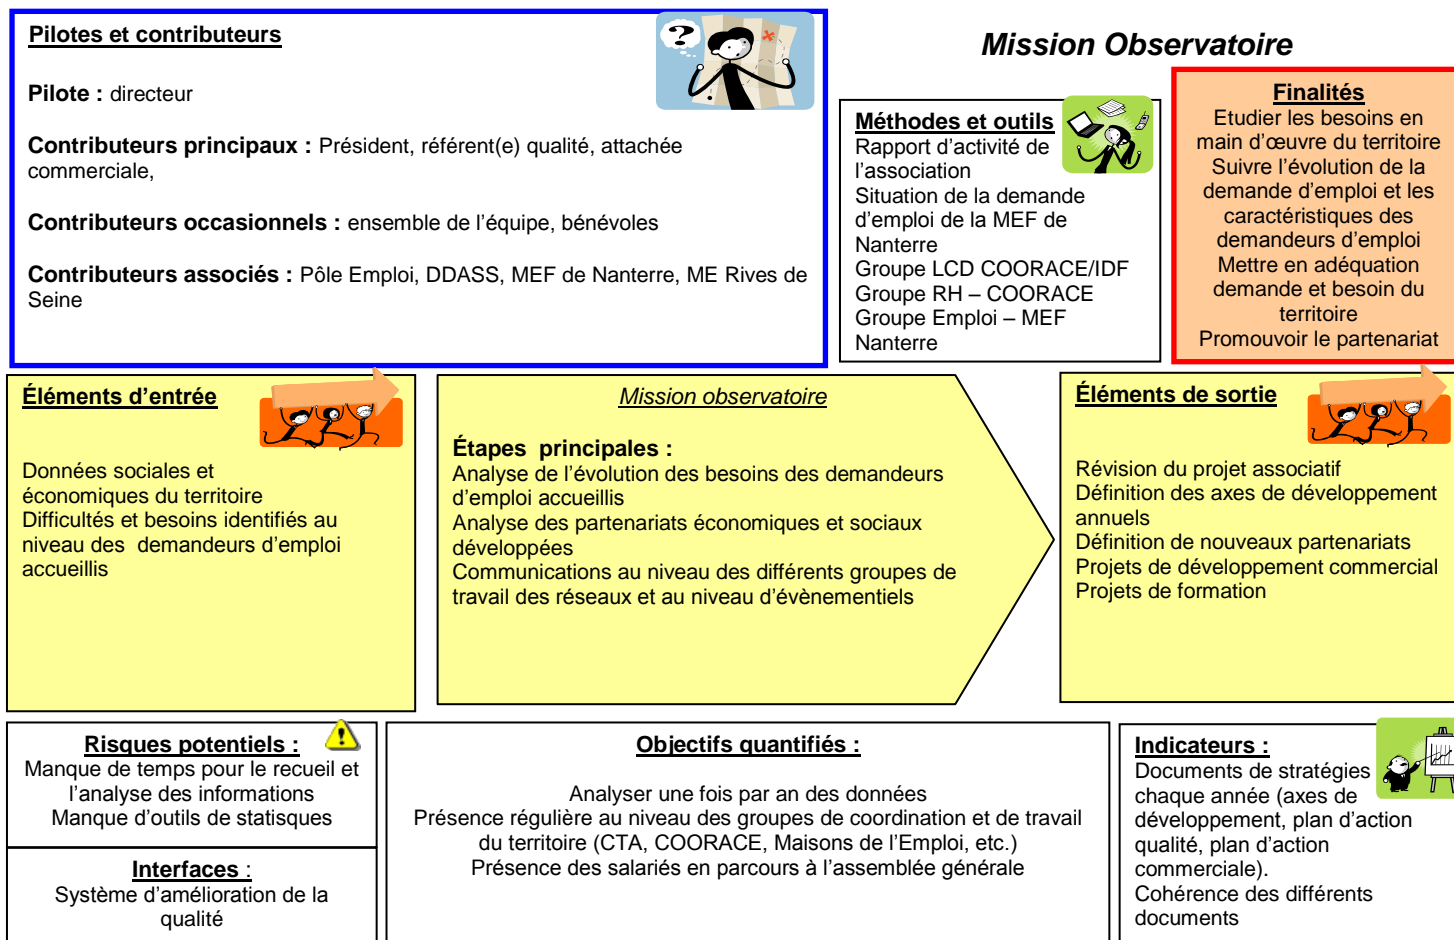 Pilotes et contributeurs
Pilote : directeur
Contributeurs principaux : Président, référent(e) qualité, attachée
commerciale,
Contributeurs occasionnels : ensemble de l'équipe, bénévoles
Contributeurs associés : Pôle Emploi, DDASS, MEF de Nanterre, ME Rives de
Seine
?
Mission Observatoire
Méthodes et outils
Rapport d'activité de
l'association
Situation de la demande
d'emploi de la MEF de
Nanterre
Groupe LCD COORACE/IDF
Groupe RH – COORACE
Groupe Emploi – MEF
Nanterre
Finalités
Etudier les besoins en
main d'œuvre du territoire
Suivre l'évolution de la
demande d'emploi et les
caractéristiques des
demandeurs d'emploi
Mettre en adéquation
demande et besoin du
territoire
Promouvoir le partenariat
Éléments d'entrée
Données sociales et
économiques du territoire
Difficultés et besoins identifiés au
niveau des demandeurs d'emploi
accueillis
Mission observatoire
Étapes principales :
Analyse de l'évolution des besoins des demandeurs
d'emploi accueillis
Analyse des partenariats économiques et sociaux
développées
Communications au niveau des différents groupes de
travail des réseaux et au niveau d'évènementiels
Éléments de sortie
Révision du projet associatif
Définition des axes de développement
annuels
Définition de nouveaux partenariats
Projets de développement commercial
Projets de formation
Risques potentiels :
Manque de temps pour le recueil et
l'analyse des informations
Manque d'outils de statisques
Interfaces :
Système d'amélioration de la
qualité
Objectifs quantifiés :
Analyser une fois par an des données
Présence régulière au niveau des groupes de coordination et de travail
du territoire (CTA, COORACE, Maisons de l'Emploi, etc.)
Présence des salariés en parcours à l'assemblée générale
Indicateurs :
Documents de stratégies
chaque année (axes de
développement, plan d'action
qualité, plan d'action
commerciale).
Cohérence des différents
documents